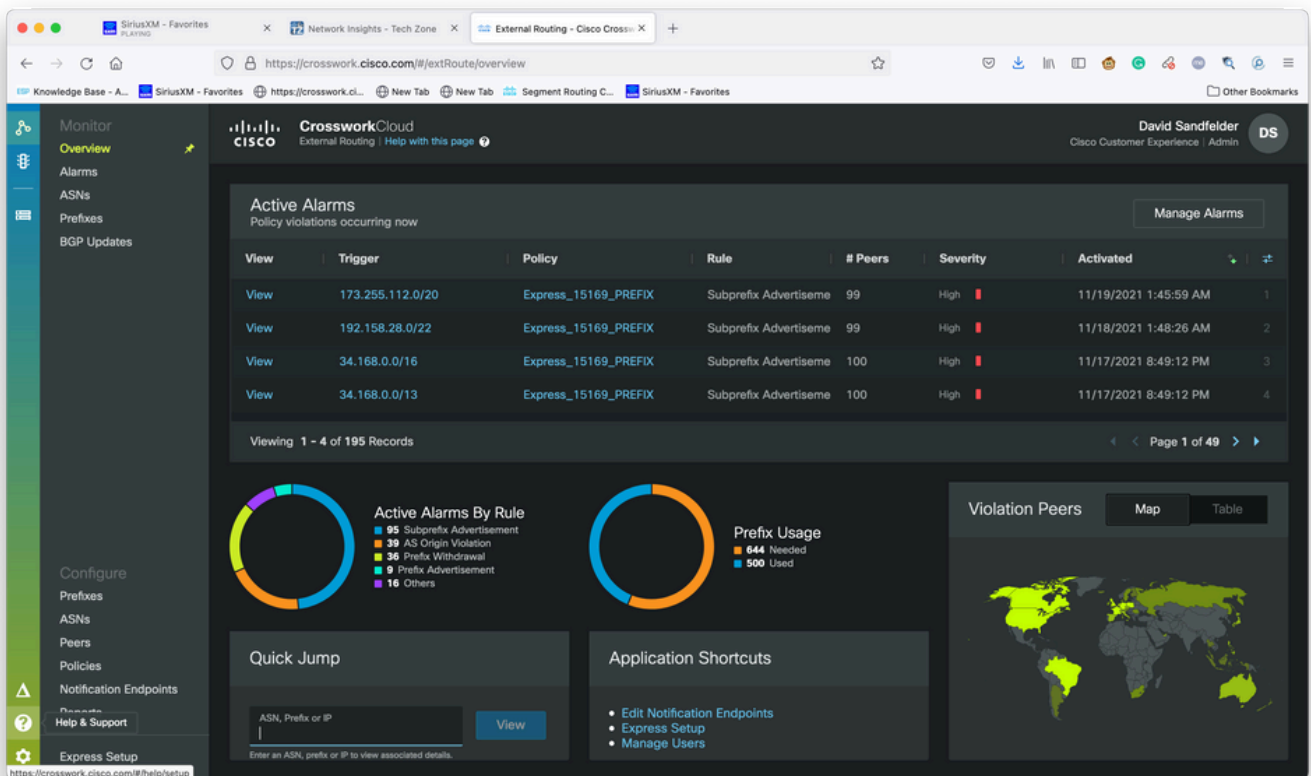 SiriusXM - Favorites
PLAYING
Network Insights - Tech Zone
External Routing - Cisco Crossw
https://crosswork.cisco.com/#/extRoute/overview
Knowledge Base - A...
SiriusXM - Favorites
https://crosswork.ci...
New Tab
New Tab
Segment Routing C...
SiriusXM - Favorites
Other Bookmarks
Monitor
Overview
Alarms
ASNs
Prefixes
BGP Updates
Configure
Prefixes
ASNs
Peers
Policies
Notification Endpoints
Reports
Help & Support
Express Setup
https://crosswork.cisco.com/#/help/setup
CISCO
CrossworkCloud
External Routing | Help with this page
David Sandfelder
Cisco Customer Experience | Admin
DS
Active Alarms
Policy violations occurring now
Manage Alarms
View Trigger Policy Rule # Peers Severity Activated
View 173.255.112.0/20 Express_15169_PREFIX Subprefix Advertiseme 99 High 11/19/2021 1:45:59 AM 1
View 192.158.28.0/22 Express_15169_PREFIX Subprefix Advertiseme 99 High 11/18/2021 1:48:26 AM 2
View 34.168.0.0/16 Express_15169_PREFIX Subprefix Advertiseme 100 High 11/17/2021 8:49:12 PM 3
View 34.168.0.0/13 Express_15169_PREFIX Subprefix Advertiseme 100 High 11/17/2021 8:49:12 PM 4
Viewing 1 - 4 of 195 Records
Page 1 of 49
Active Alarms By Rule
95 Subprefix Advertisement
39 AS Origin Violation
36 Prefix Withdrawal
9 Prefix Advertisement
16 Others
Prefix Usage
644 Needed
500 Used
Violation Peers
Map
Table
Quick Jump
ASN, Prefix or IP
View
Enter an ASN, prefix or IP to view associated details.
Application Shortcuts
Edit Notification Endpoints
Express Setup
Manage Users